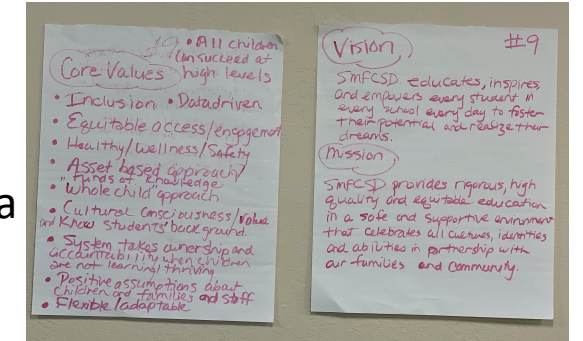 a
#9
• All children
can succeed at
high levels
Core Values
• Inclusion • Datadriven
• Equitable access/engagement
• Healthy/Wellness/Safety
• Asset based approach/
"Funds of knowledge
• Whole child" approach
• Cultural Consciousness/Value
and Know students' background.
• System takes ownership and
accountability when children
are not learning/thriving
• Positive assumptions about
Children and families and staff
• Flexible/adaptable
Vision
#9
SMFCSD educates, inspires,
and empowers every student in
every school every day to foster
their potential and realize their
dreams.
Mission
SMFCSD provides rigorous, high
quality and equitable education
in a safe and supportive environment
that celebrates all cultures, identities
and abilities in partnership with
our families and Community.